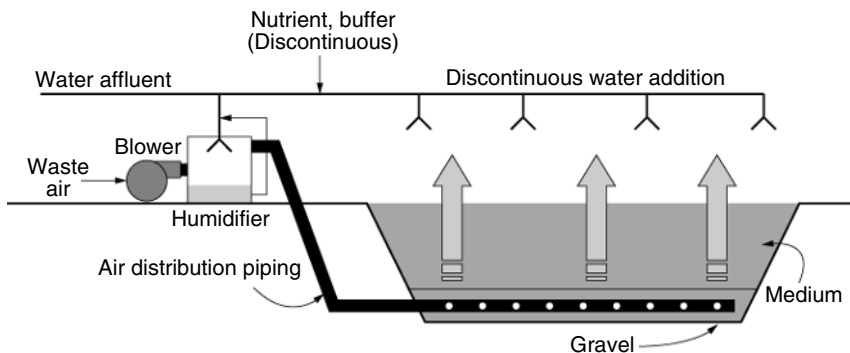 Nutrient, buffer
(Discontinuous)
Water affluent
Discontinuous water addition
Blower
Waste
air
Humidifier
Air distribution piping
Medium
Gravel